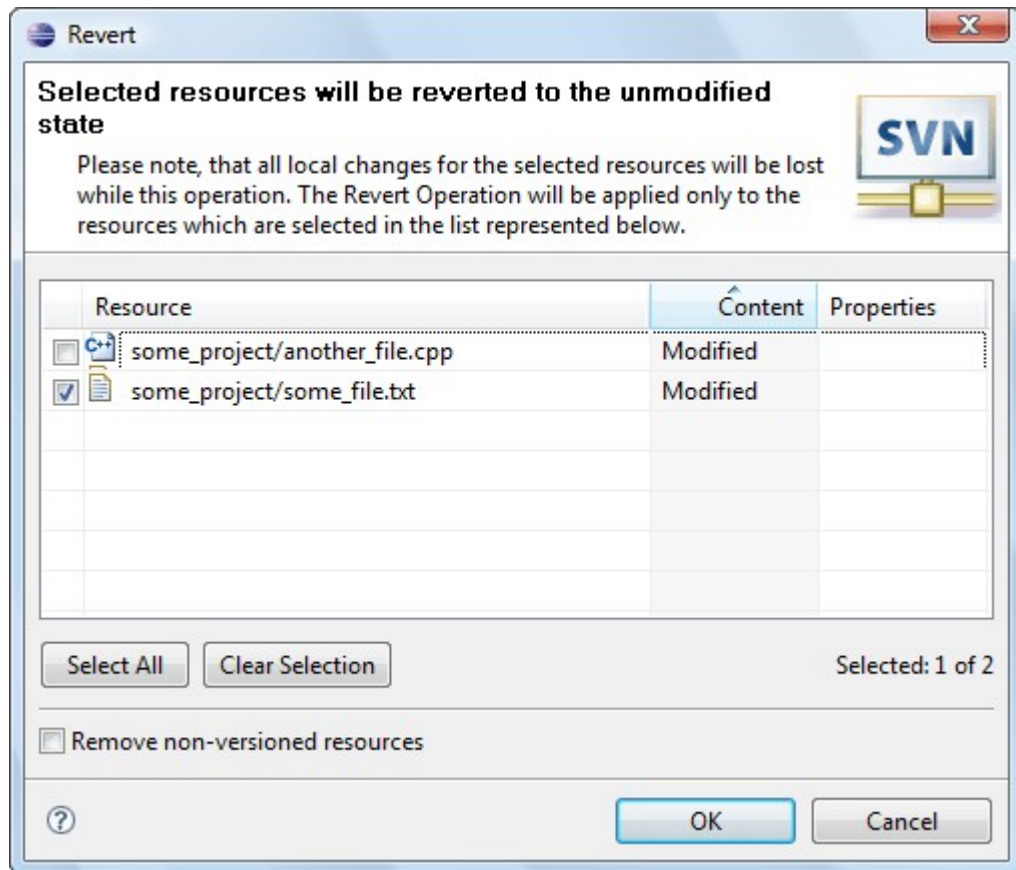 Revert
Selected resources will be reverted to the unmodified
state
Please note, that all local changes for the selected resources will be lost
while this operation. The Revert Operation will be applied only to the
resources which are selected in the list represented below.
SVN
Resource Content Properties
C++ some_project/another_file.cpp Modified
some_project/some_file.txt Modified
Select All Clear Selection Selected: 1 of 2
Remove non-versioned resources
? OK Cancel